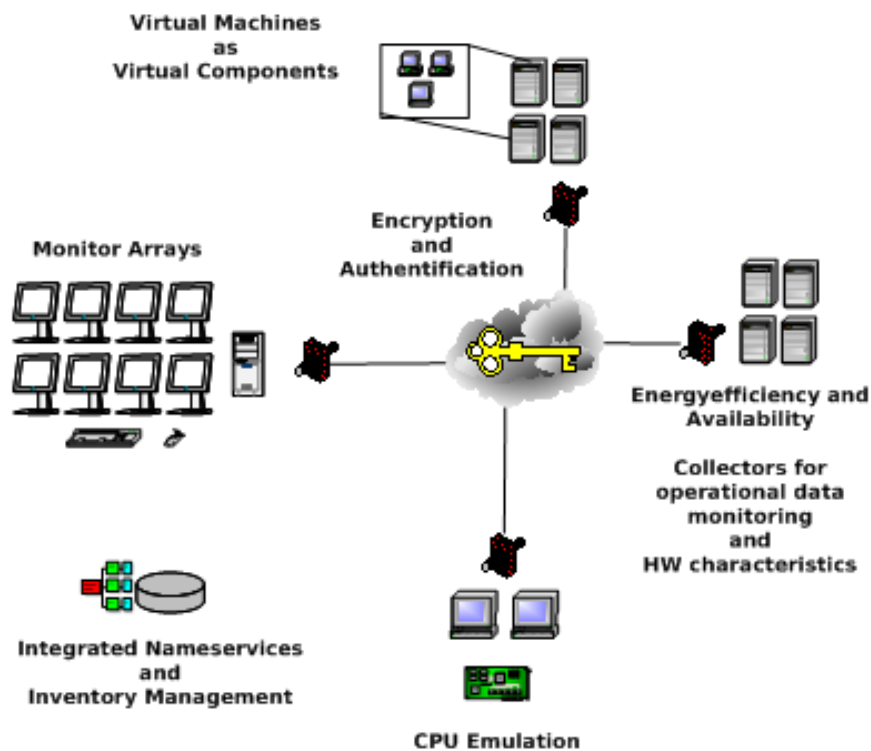 Virtual Machines
as
Virtual Components
Encryption
and
Authentification
Monitor Arrays
Energyefficiency and
Availability
Collectors for
operational data
monitoring
and
HW characteristics
Integrated Nameservices
and
Inventory Management
CPU Emulation